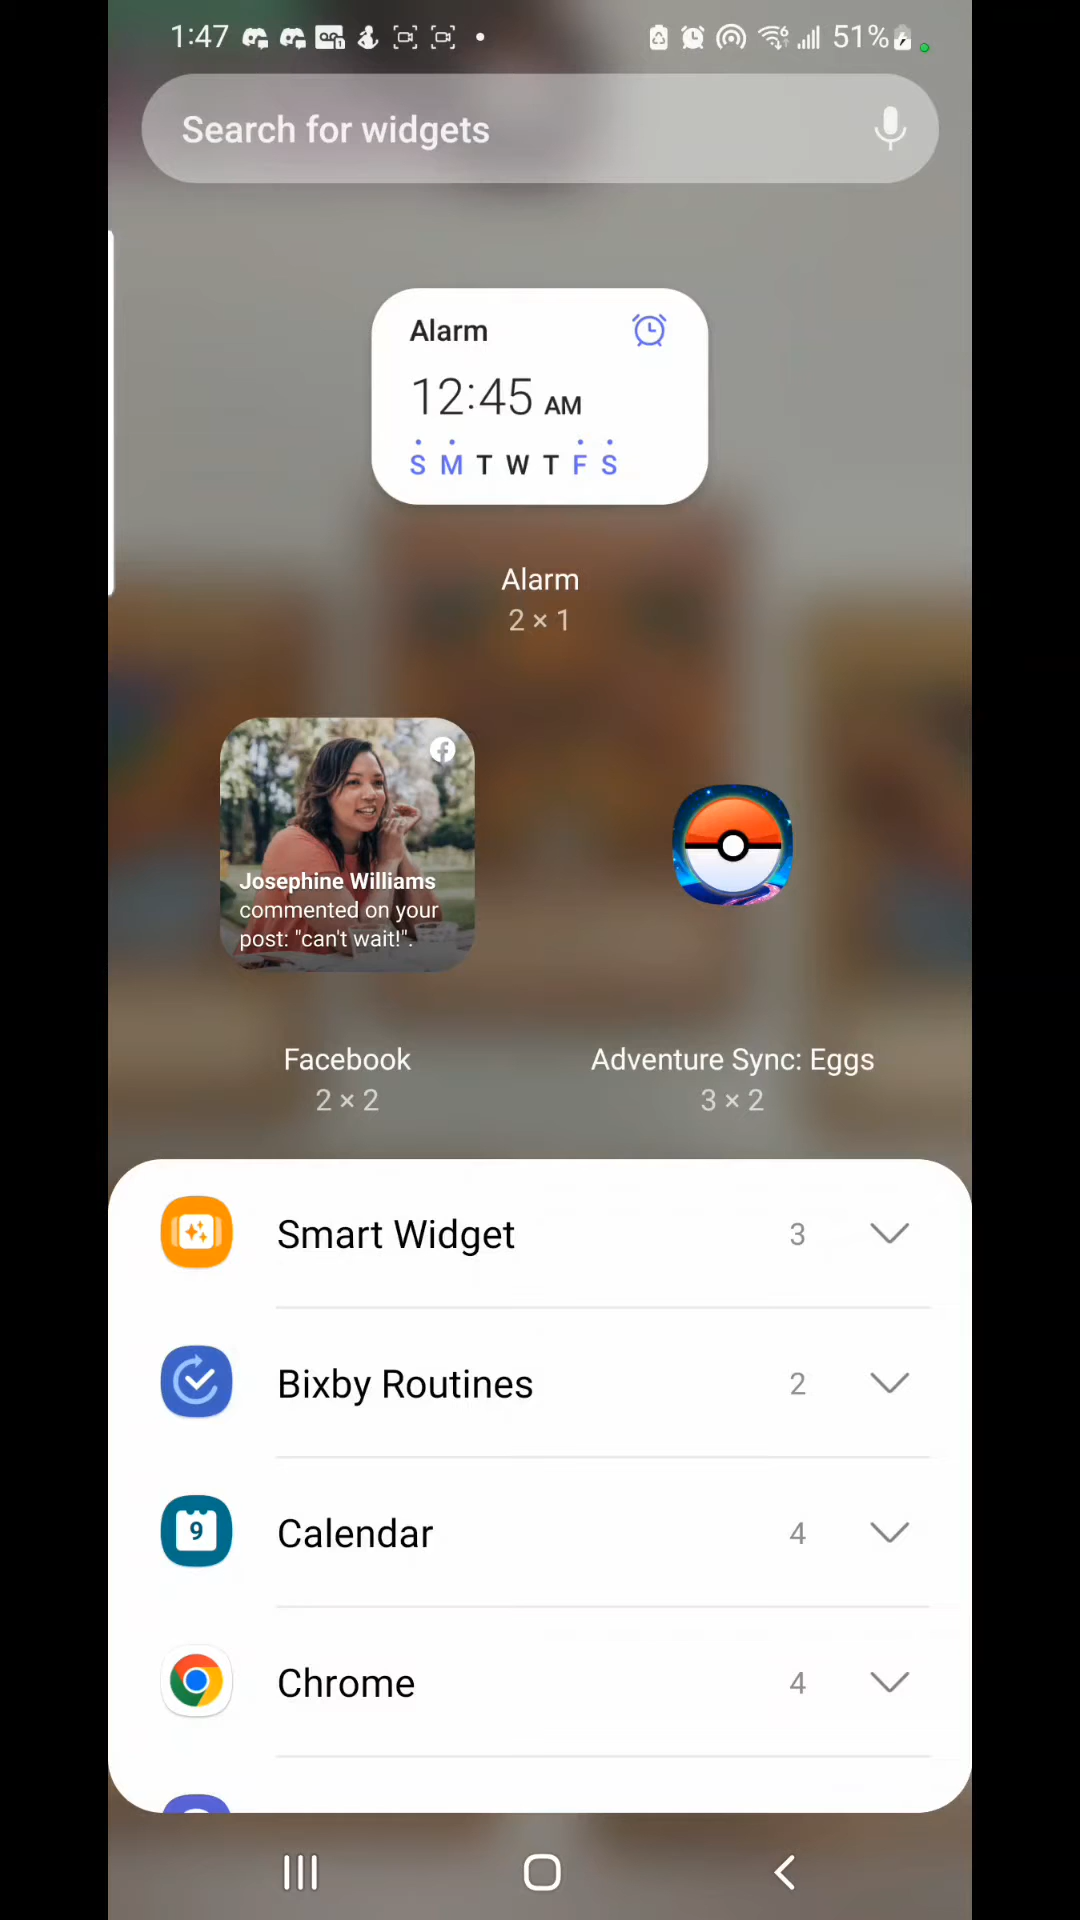 1:47
51%
Search for widgets
Alarm
12:45 AM
S M T W T F S
Alarm
2 × 1
Josephine Williams
commented on your
post: "can't wait!".
Facebook
2 × 2
Adventure Sync: Eggs
3 × 2
Smart Widget 3
Bixby Routines 2
9
Calendar 4
Chrome 4